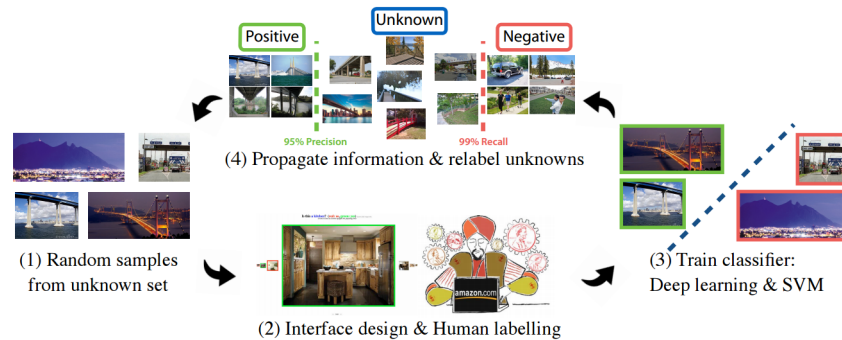 Positive
Unknown
Negative
95% Precision
99% Recall
(4) Propagate information & relabel unknowns
(1) Random samples
from unknown set
amazon.com
(2) Interface design & Human labelling
(3) Train classifier:
Deep learning & SVM